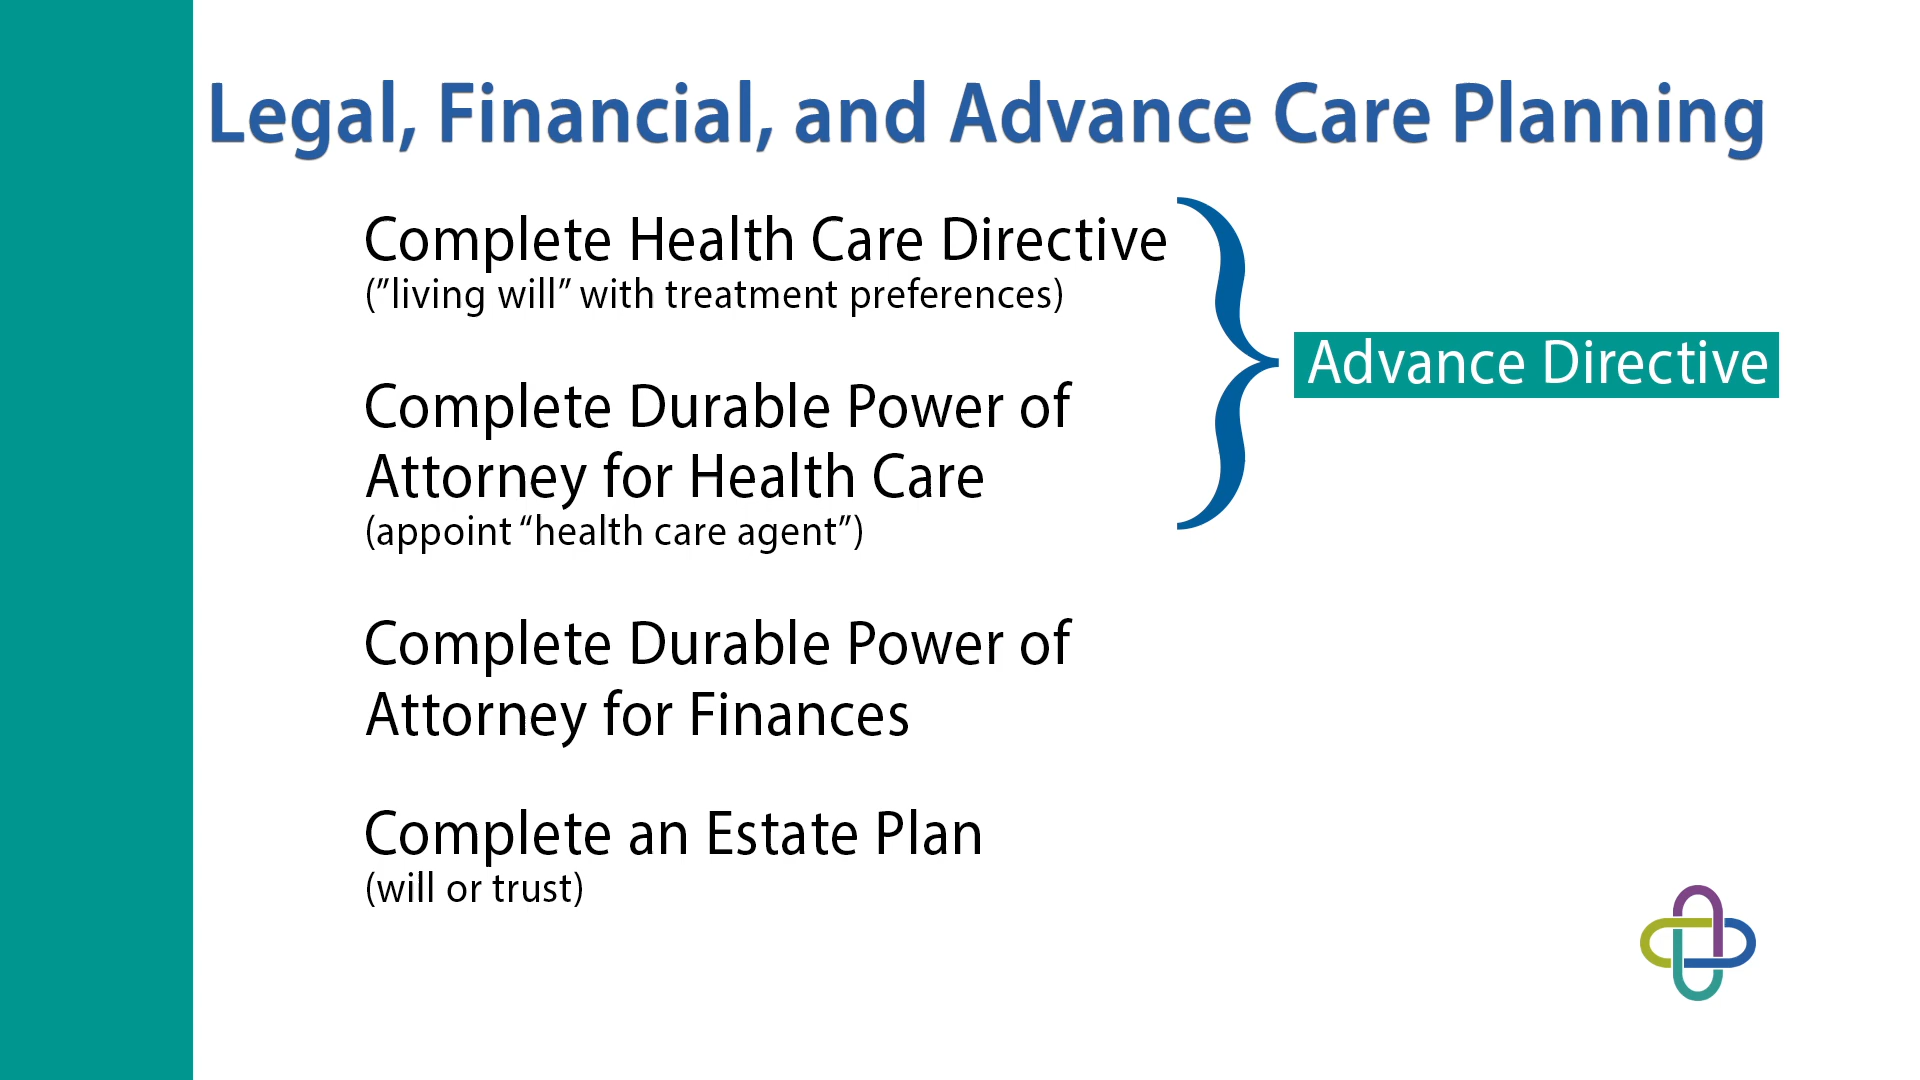 Legal, Financial, and Advance Care Planning
Complete Health Care Directive
(”living will” with treatment preferences)
Advance Directive
Complete Durable Power of
Attorney for Health Care
(appoint “health care agent”)
Complete Durable Power of
Attorney for Finances
Complete an Estate Plan
(will or trust)